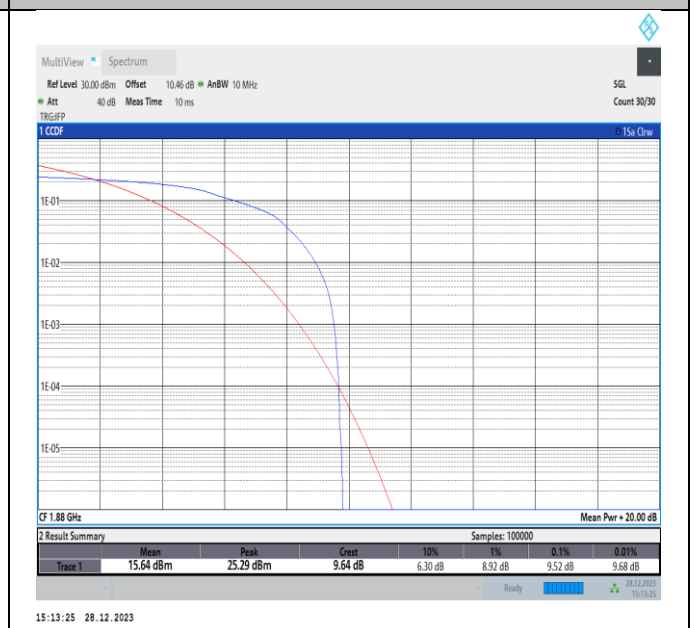 MultiView Spectrum
Ref Level 30.00 dBm Offset 10.46 dB AnBW 10 MHz SGL
Att 40 dB Meas Time 10 ms Count 30/30
TRG:IFP
1 CCDF 1Sa Clrw
1E-01
1E-02
1E-03
1E-04
1E-05
CF 1.88 GHz Mean Pwr + 20.00 dB
2 Result Summary Samples: 100000
Mean Peak Crest 10% 1% 0.1% 0.01%
Trace 1 15.64 dBm 25.29 dBm 9.64 dB 6.30 dB 8.92 dB 9.52 dB 9.68 dB
Ready 28.12.2023
15:13:25
15:13:25 28.12.2023